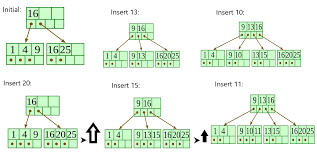 Initial:
16
1 4 9 16 25
Insert 20:
16
1 4 9 16 20 25
Insert 13:
9 16
1 4 9 13 16 20 25
Insert 15:
9 16
1 4 9 13 15 16 20 25
Insert 10:
9 13 16
1 4 9 10 13 15 16 20 25
Insert 11:
9 13 16
1 4 9 10 11 13 15 16 20 25